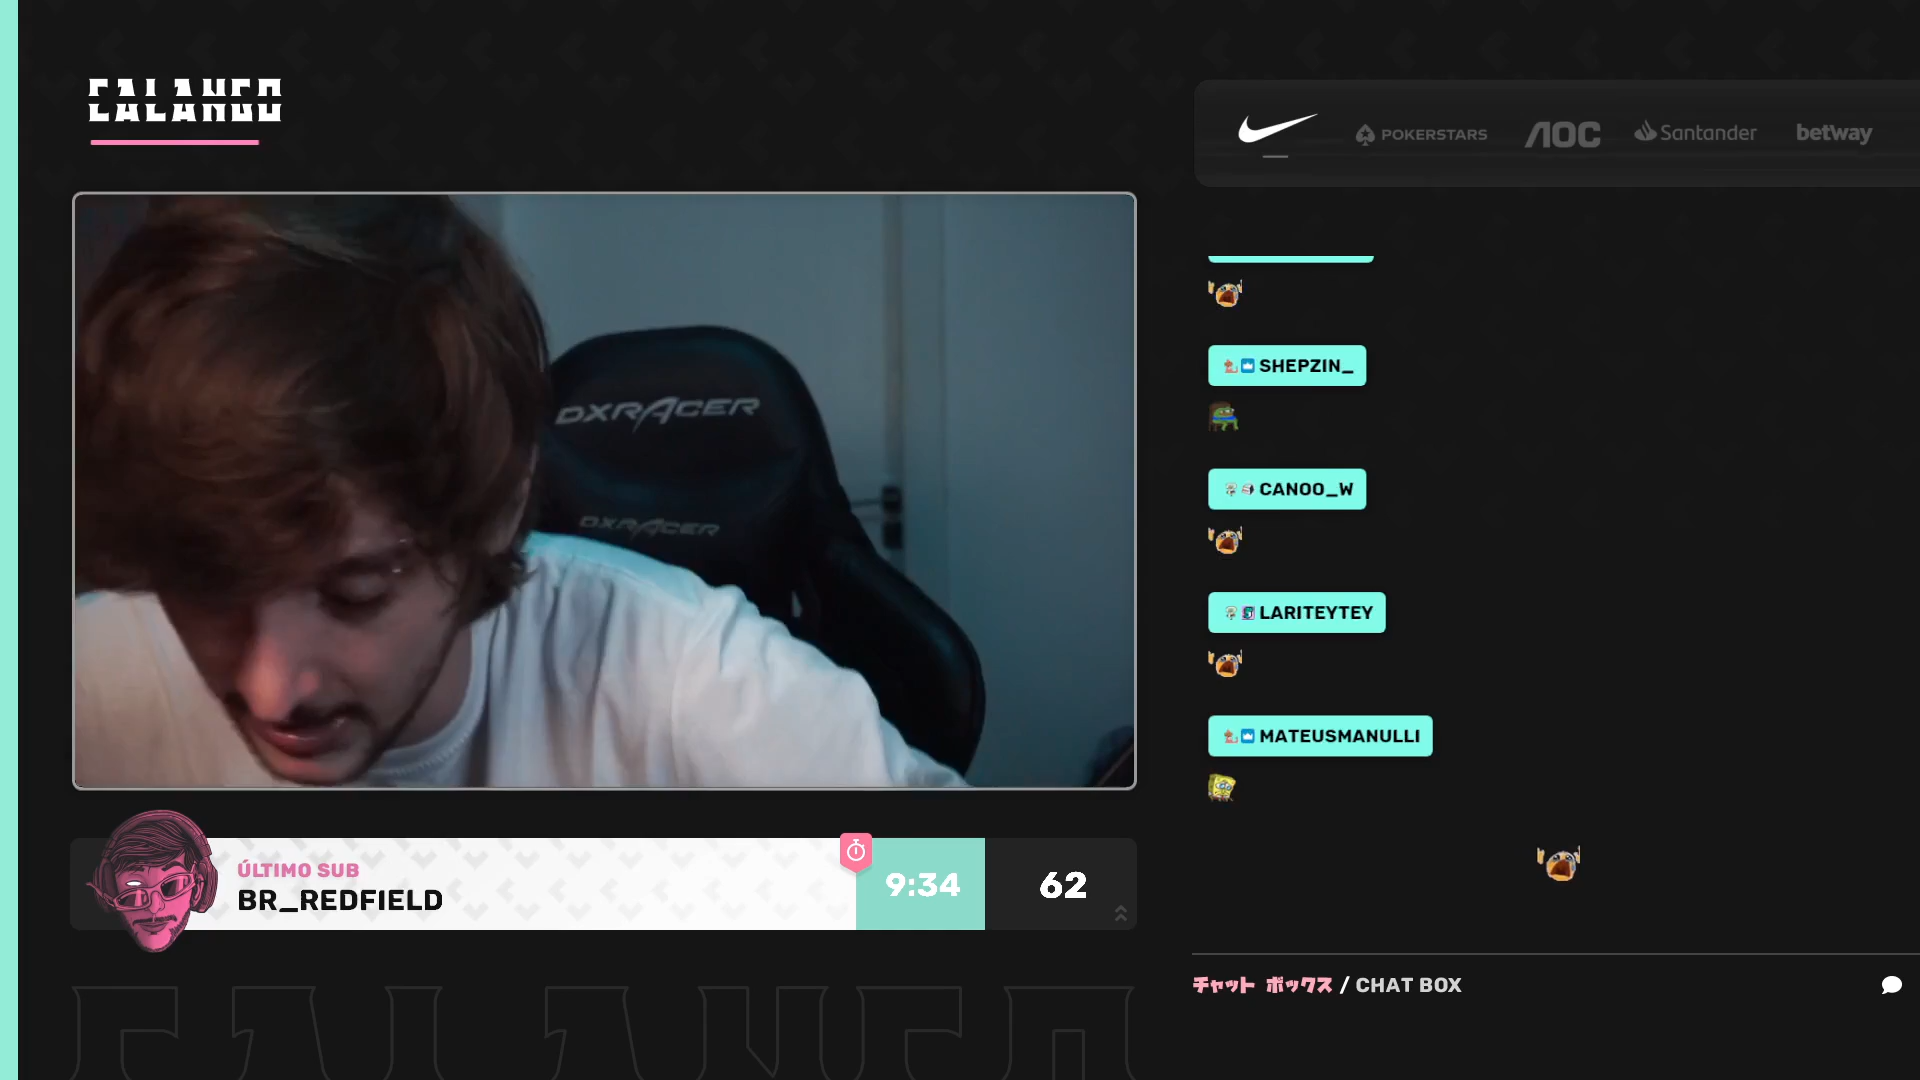 CALANGO
POKERSTARS
AOC
Santander
betway
DXRACER
DXRACER
SHEPZIN_
CANOO_W
LARITEYTEY
MATEUSMANULLI
ÚLTIMO SUB
BR_REDFIELD
9:34
62
チャット ボックス / CHAT BOX
CALANGO